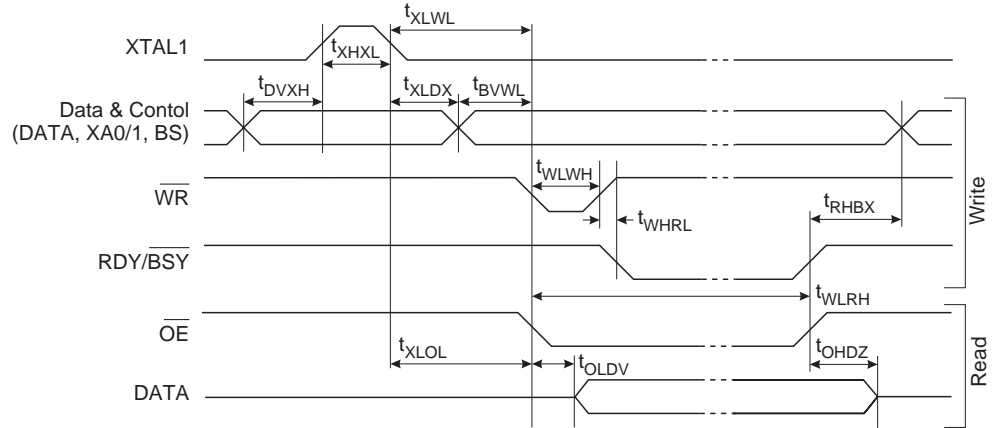 tXLWL
XTAL1
tXHXL
tDVXH
tXLDX
tBVWL
Data & Contol
(DATA, XA0/1, BS)
tWLWH
WR
tRHBX
tWHRL
Write
RDY/BSY
tWLRH
OE
tXLOL
tOLDV
tOHDZ
Read
DATA